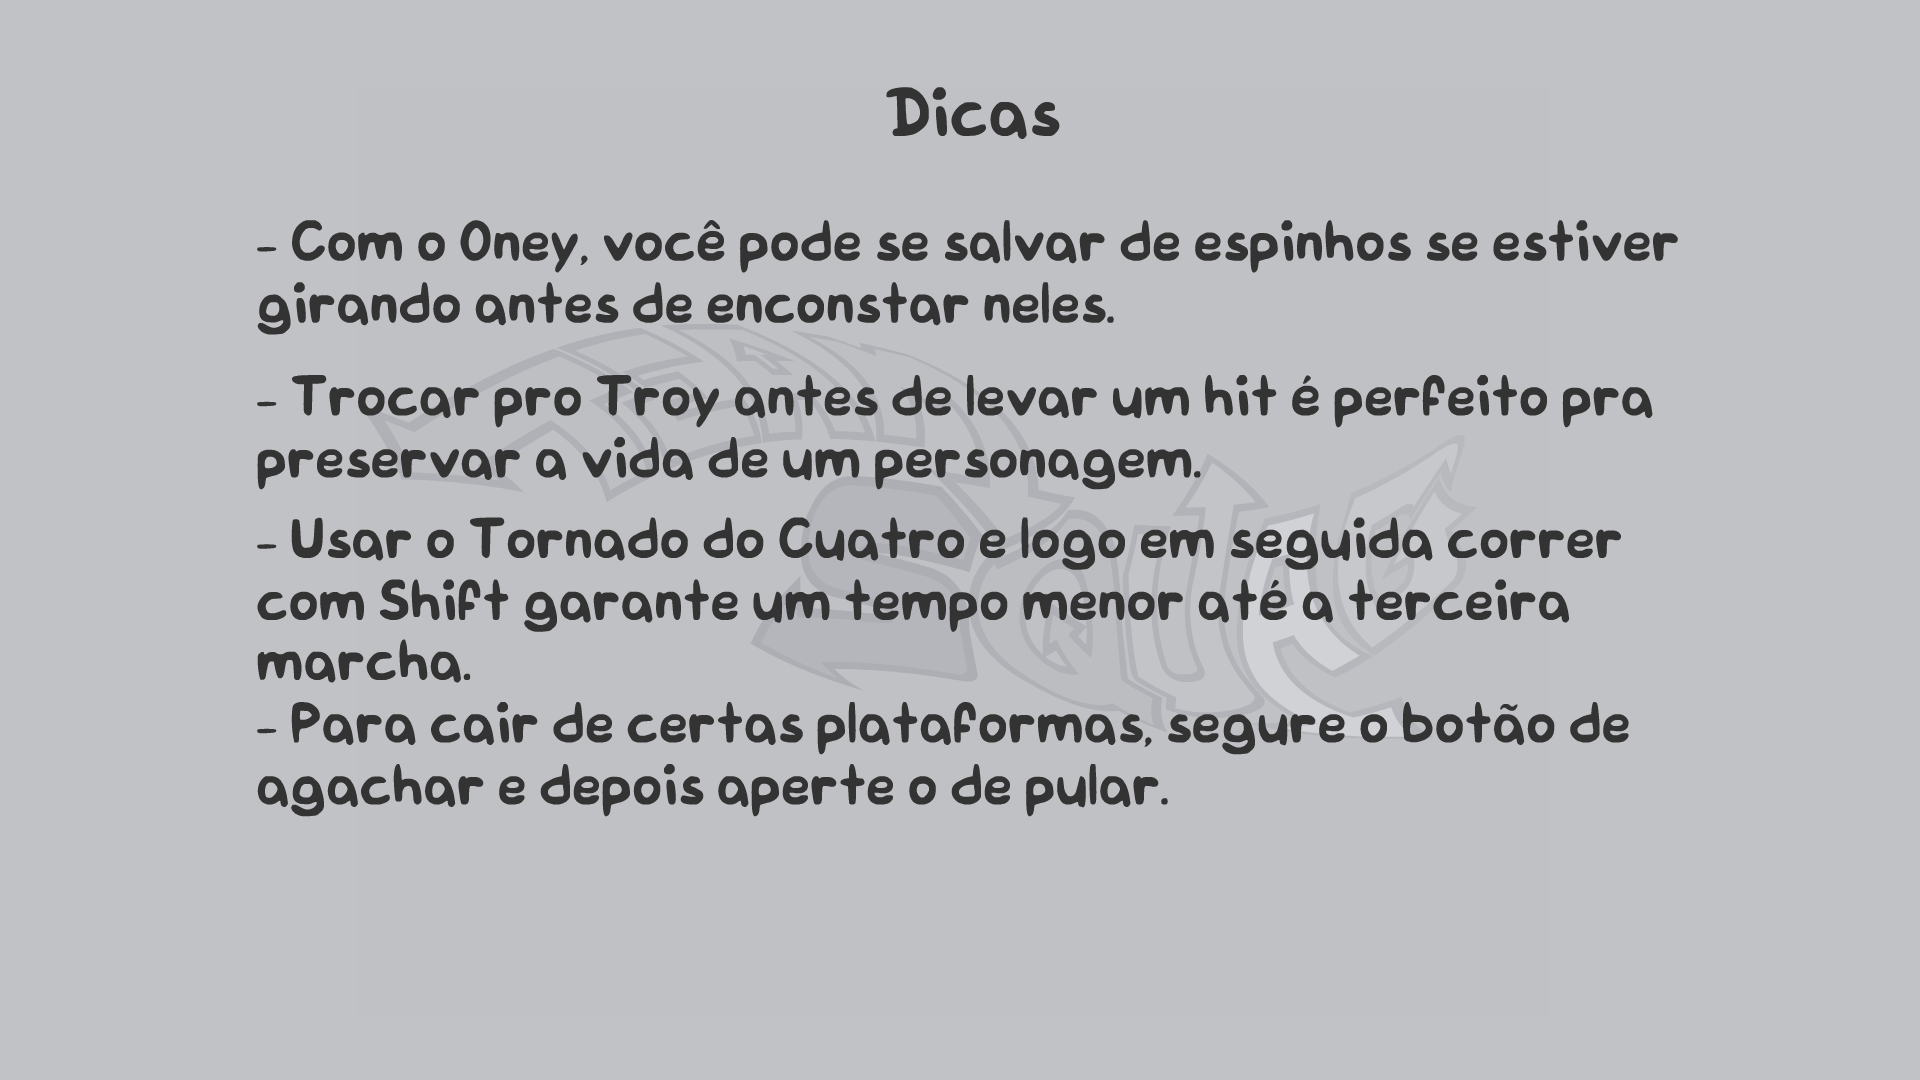 Dicas
- Com o Oney, você pode se salvar de espinhos se estiver
girando antes de enconstar neles.
- Trocar pro Troy antes de levar um hit é perfeito pra
preservar a vida de um personagem.
- Usar o Tornado do Cuatro e logo em seguida correr
com Shift garante um tempo menor até a terceira
marcha.
- Para cair de certas plataformas, segure o botão de
agachar e depois aperte o de pular.